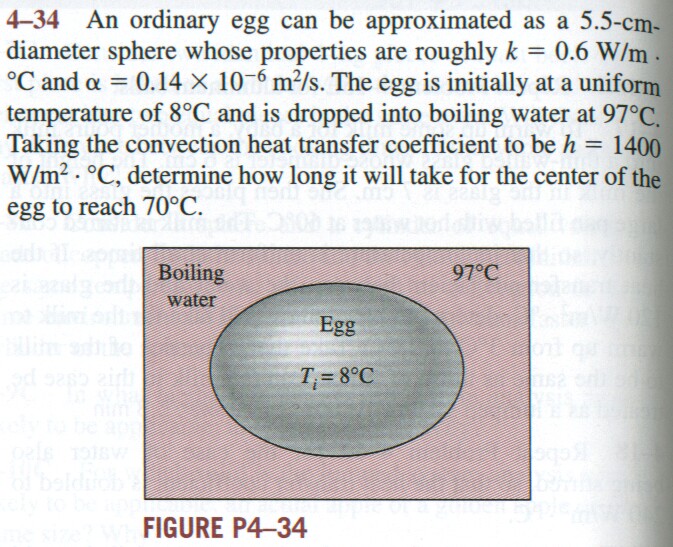 4–34 An ordinary egg can be approximated as a 5.5-cm-
diameter sphere whose properties are roughly k = 0.6 W/m ·
°C and α = 0.14 × 10⁻⁶ m²/s. The egg is initially at a uniform
temperature of 8°C and is dropped into boiling water at 97°C.
Taking the convection heat transfer coefficient to be h = 1400
W/m² · °C, determine how long it will take for the center of the
egg to reach 70°C.
Boiling
water
97°C
Egg
Tᵢ = 8°C
FIGURE P4–34